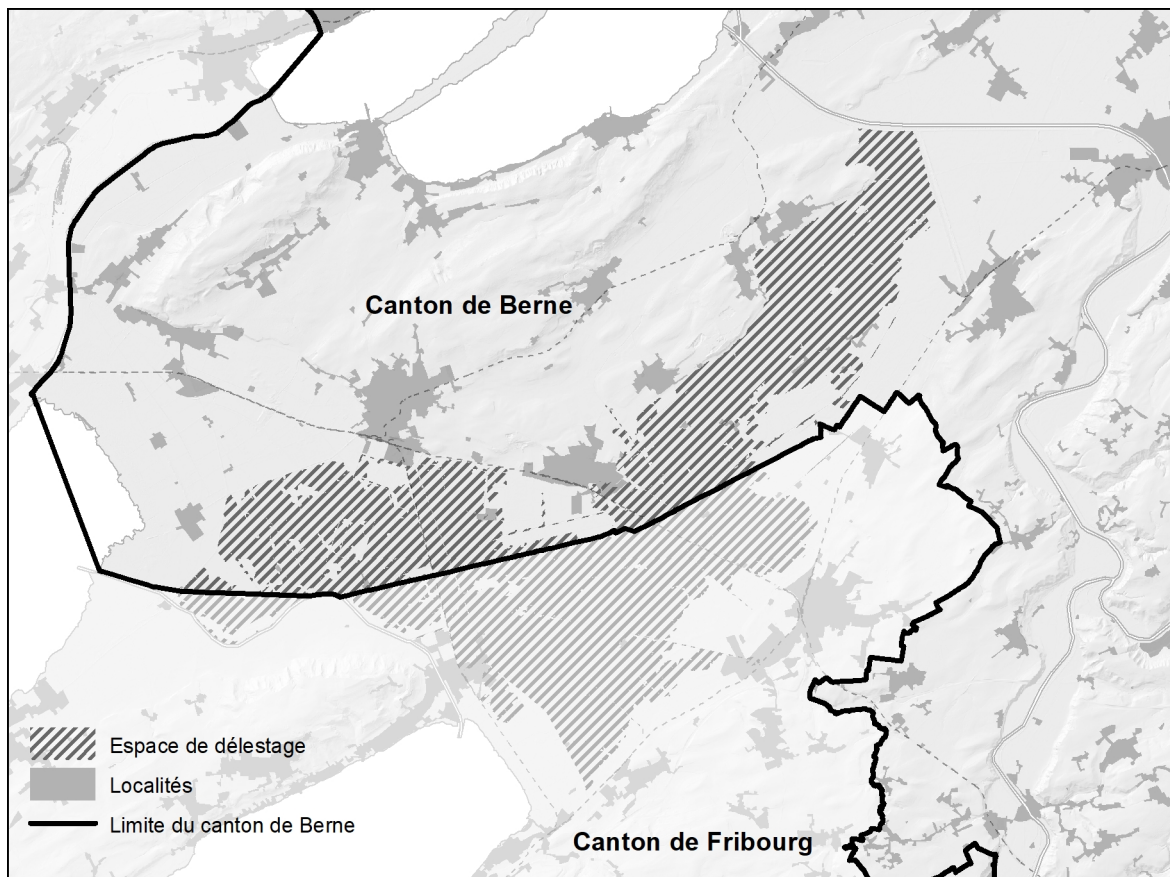 Canton de Berne
Espace de délestage
Localités
Limite du canton de Berne
Canton de Fribourg